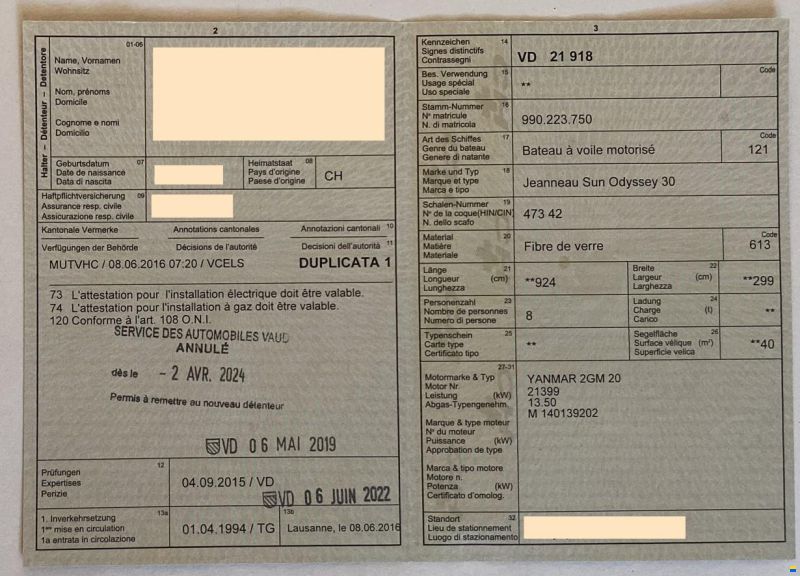 2
Halter – Détenteur – Detentore
01-06
Name, Vornamen
Wohnsitz
Nom, prénoms
Domicile
Cognome e nomi
Domicilio
Geburtsdatum 07
Date de naissance
Data di nascita
Heimatstaat 08
Pays d'origine
Paese d'origine
CH
Haftpflichtversicherung 09
Assurance resp. civile
Assicurazione resp. civile
Kantonale Vermerke Annotations cantonales Annotazioni cantonali 10
Verfügungen der Behörde Décisions de l'autorité Decisioni dell'autorità 11
MUTVHC / 08.06.2016 07:20 / VCELS DUPLICATA 1
73 L'attestation pour l'installation électrique doit être valable.
74 L'attestation pour l'installation à gaz doit être valable.
120 Conforme à l'art. 108 O.N.I.
SERVICE DES AUTOMOBILES VAUD
ANNULÉ
dès le - 2 AVR. 2024
Permis à remettre au nouveau détenteur
VD 06 MAI 2019
Prüfungen 12
Expertises
Perizie
04.09.2015 / VD
VD 06 JUIN 2022
1. Inverkehrsetzung 13a
1ère mise en circulation
1a entrata in circolazione
01.04.1994 / TG
13b
Lausanne, le 08.06.2016
3
Kennzeichen 14
Signes distinctifs
Contrassegni
VD 21 918
Bes. Verwendung 15
Usage spécial
Uso speciale
**
Code
Stamm-Nummer 16
N° matricule
N. di matricola
990.223.750
Art des Schiffes 17
Genre du bateau
Genere di natante
Bateau à voile motorisé
Code
121
Marke und Typ 18
Marque et type
Marca e tipo
Jeanneau Sun Odyssey 30
Schalen-Nummer 19
N° de la coque(HIN/CIN)
N. dello scafo
473 42
Material 20
Matière
Materiale
Fibre de verre
Code
613
Länge 21
Longueur (cm)
Lunghezza
**924
Breite 22
Largeur (cm)
Larghezza
**299
Personenzahl 23
Nombre de personnes
Numero di persone
8
Ladung 24
Charge (t)
Carico
**
Typenschein 25
Carte type
Certificato tipo
**
Segelfläche 26
Surface vélique (m²)
Superficie velica
**40
27-31
Motormarke & Typ
Motor Nr.
Leistung (kW)
Abgas-Typengenehm.
Marque & type moteur
N° du moteur
Puissance (kW)
Approbation de type
Marca & tipo motore
Motore n.
Potenza (kW)
Certificato d'omolog.
YANMAR 2GM 20
21399
13.50
M 140139202
Standort 32
Lieu de stationnement
Luogo di stazionamento